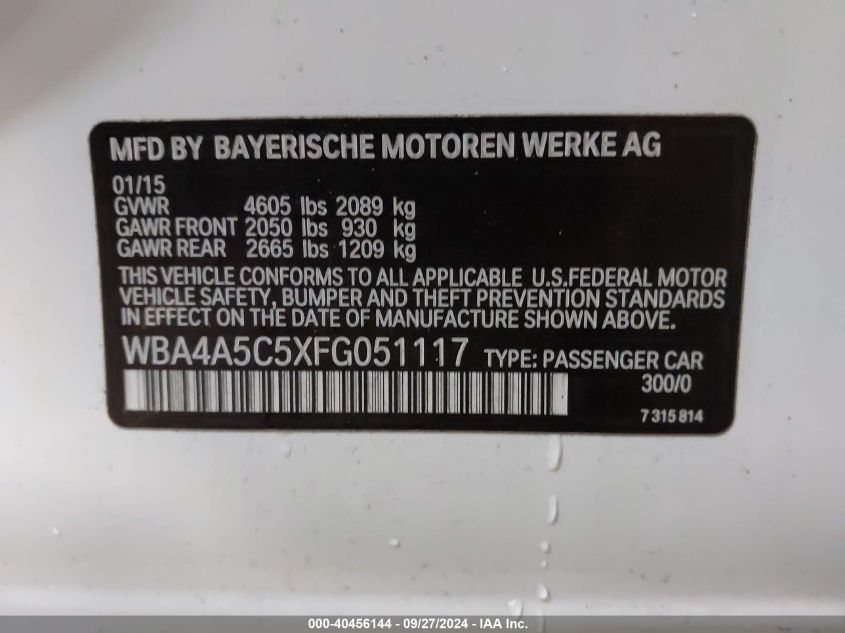 MFD BY BAYERISCHE MOTOREN WERKE AG
01/15
GVWR 4605 lbs 2089 kg
GAWR FRONT 2050 lbs 930 kg
GAWR REAR 2665 lbs 1209 kg
THIS VEHICLE CONFORMS TO ALL APPLICABLE U.S.FEDERAL MOTOR
VEHICLE SAFETY, BUMPER AND THEFT PREVENTION STANDARDS
IN EFFECT ON THE DATE OF MANUFACTURE SHOWN ABOVE.
WBA4A5C5XFG051117 TYPE: PASSENGER CAR
300/0
7 315 814
000-40456144 - 09/27/2024 - IAA Inc.